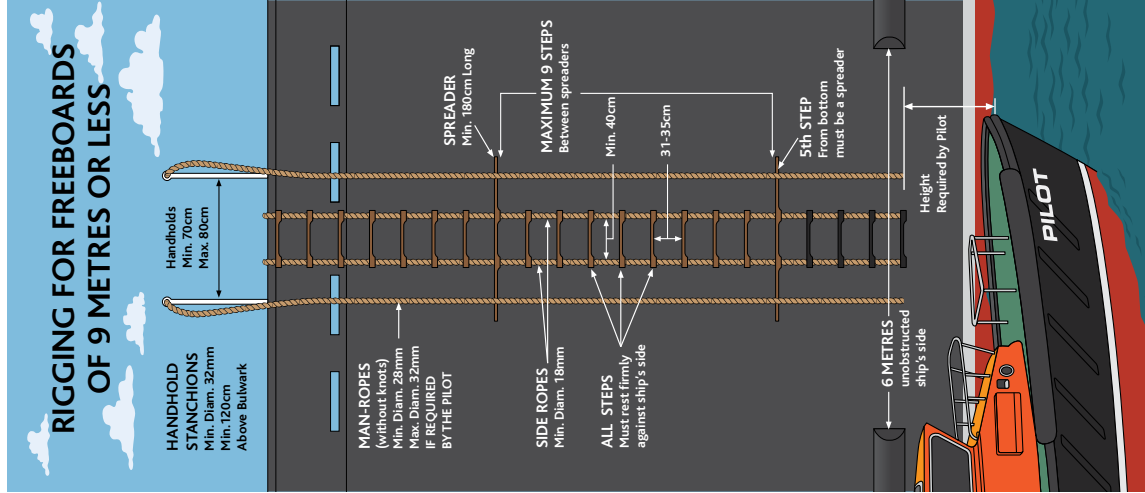 RIGGING FOR FREEBOARDS
OF 9 METRES OR LESS
HANDHOLD
STANCHIONS
Min. Diam. 32mm
Min. 120cm
Above Bulwark
Handholds
Min. 70cm
Max. 80cm
MAN-ROPES
(without knots)
Min. Diam. 28mm
Max. Diam. 32mm
IF REQUIRED
BY THE PILOT
SPREADER
Min. 180cm Long
MAXIMUM 9 STEPS
Between spreaders
SIDE ROPES
Min. Diam. 18mm
Min. 40cm
ALL STEPS
Must rest firmly
against ship's side
31-35cm
5th STEP
From bottom
must be a spreader
6 METRES
unobstructed
ship's side
Height
Required by Pilot
PILOT